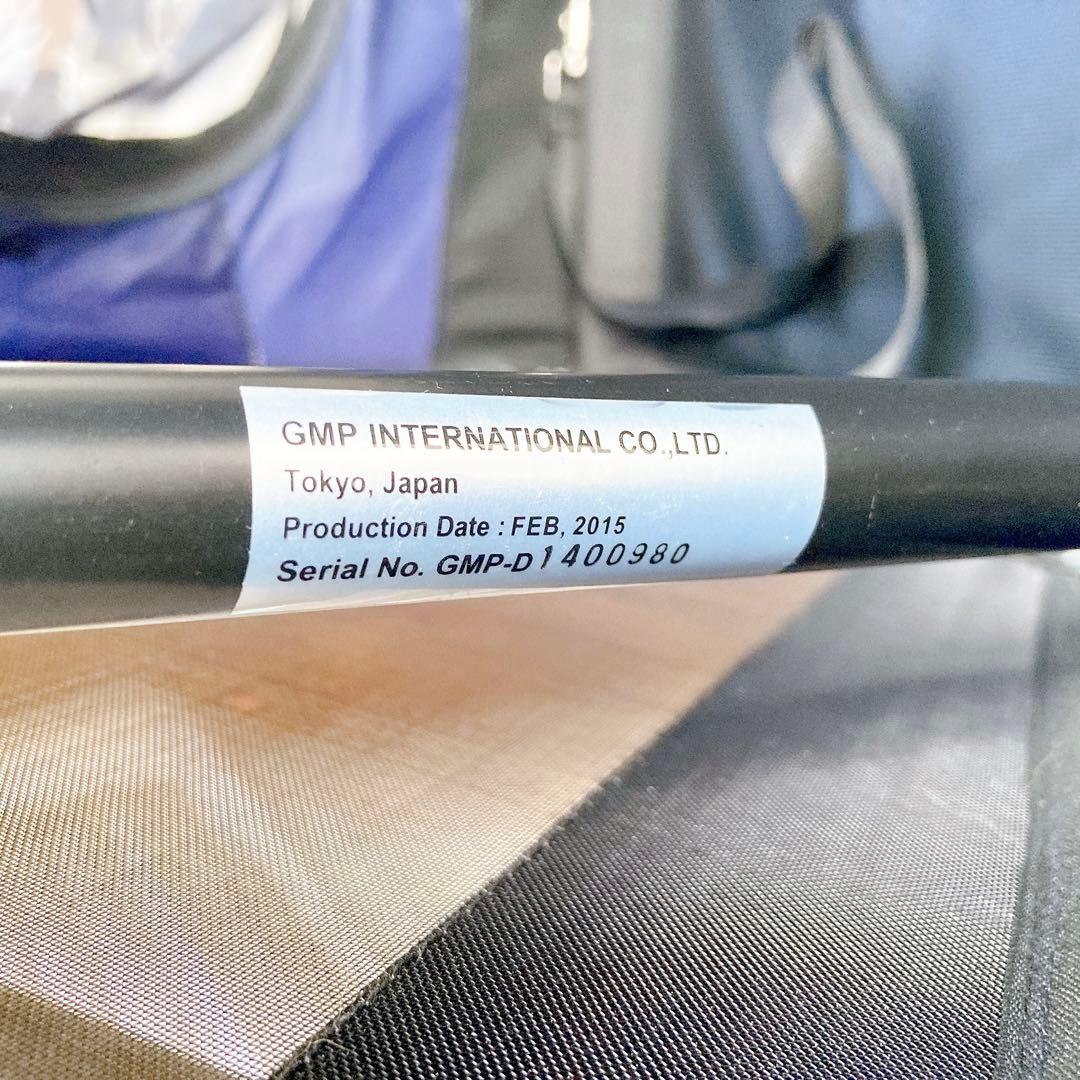 GMP INTERNATIONAL CO.,LTD.
Tokyo, Japan
Production Date : FEB, 2015
Serial No. GMP-D1400980